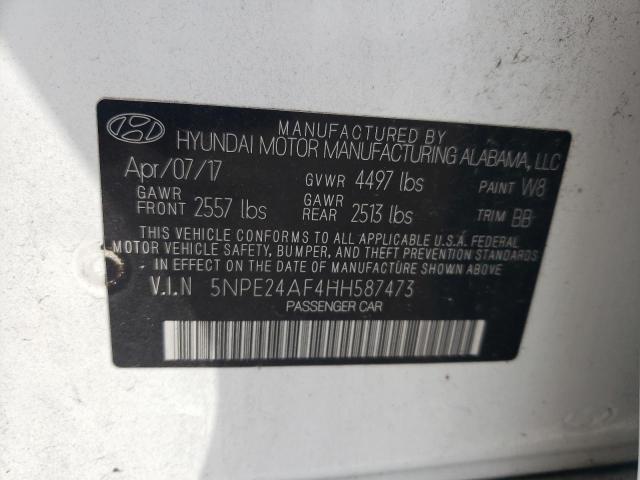 MANUFACTURED BY
HYUNDAI MOTOR MANUFACTURING ALABAMA, LLC
Apr/07/17 GVWR 4497 lbs PAINT W8
GAWR FRONT 2557 lbs GAWR REAR 2513 lbs TRIM BB
THIS VEHICLE CONFORMS TO ALL APPLICABLE U.S.A. FEDERAL
MOTOR VEHICLE SAFETY, BUMPER, AND THEFT PREVENTION STANDARDS
IN EFFECT ON THE DATE OF MANUFACTURE SHOWN ABOVE.
V.I.N 5NPE24AF4HH587473
PASSENGER CAR